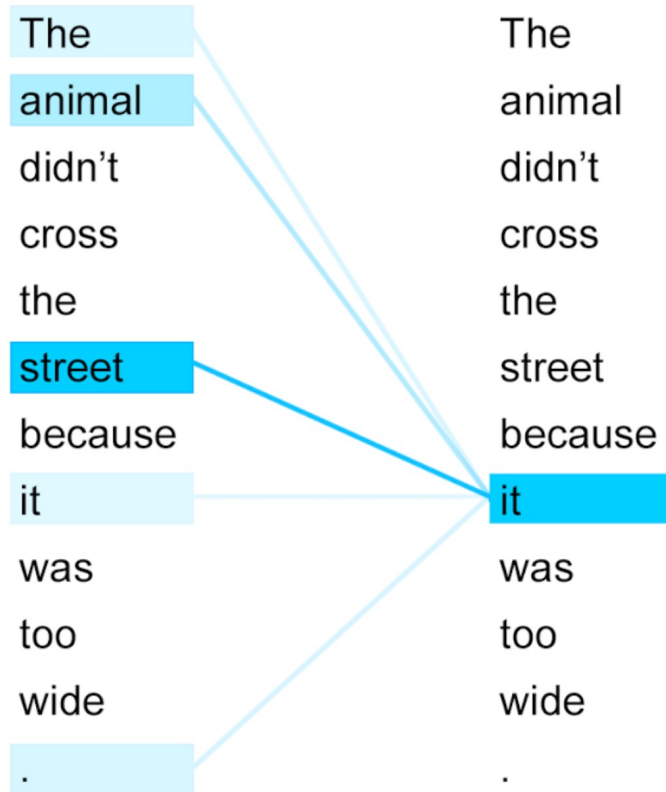 The
animal
didn’t
cross
the
street
because
it
was
too
wide
.
The
animal
didn’t
cross
the
street
because
it
was
too
wide
.